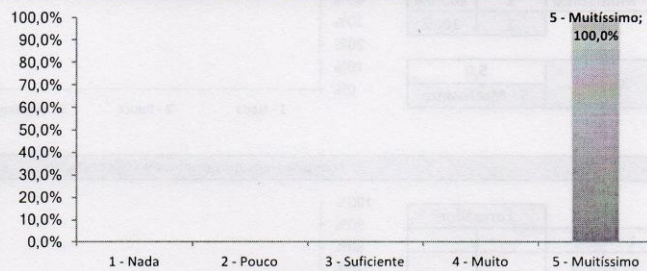 5 - Muitíssimo;
100,0%
100,0%
90,0%
80,0%
70,0%
60,0%
50,0%
40,0%
30,0%
20,0%
10,0%
0,0%
1 - Nada
2 - Pouco
3 - Suficiente
4 - Muito
5 - Muitíssimo